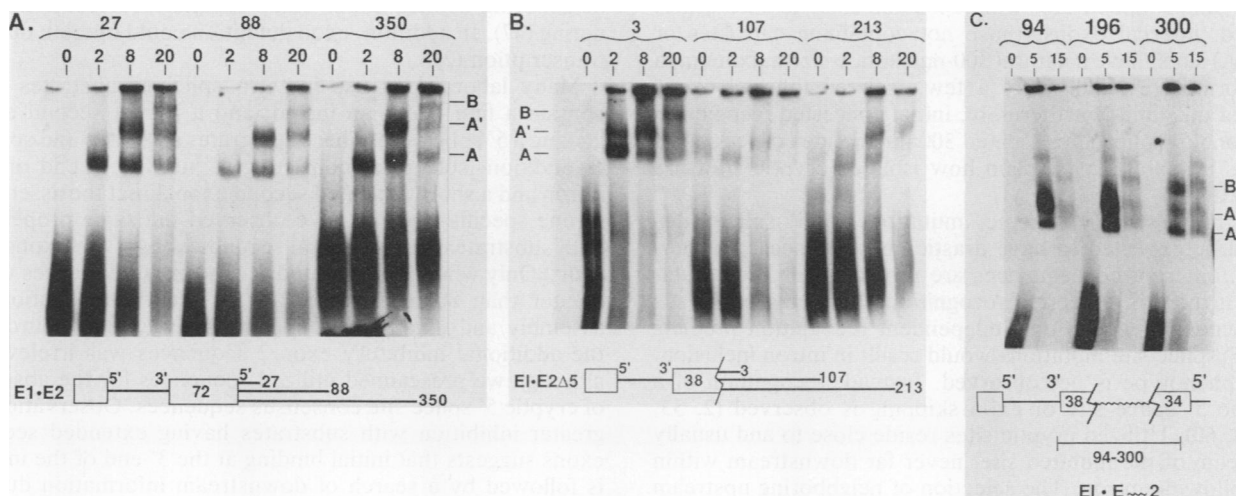 A.
27 88 350
0 2 8 20 0 2 8 20 0 2 8 20
B
A'
A
E1•E2
5' 3' 5'
72
27
88
350
B.
3 107 213
0 2 8 20 0 2 8 20 0 2 8 20
B
A'
A
EI•E2Δ5
5' 3'
38
3
107
213
C.
94 196 300
0 5 15 0 5 15 0 5 15
B
A
A
5' 3' 5'
38 34
94-300
EI•E 2